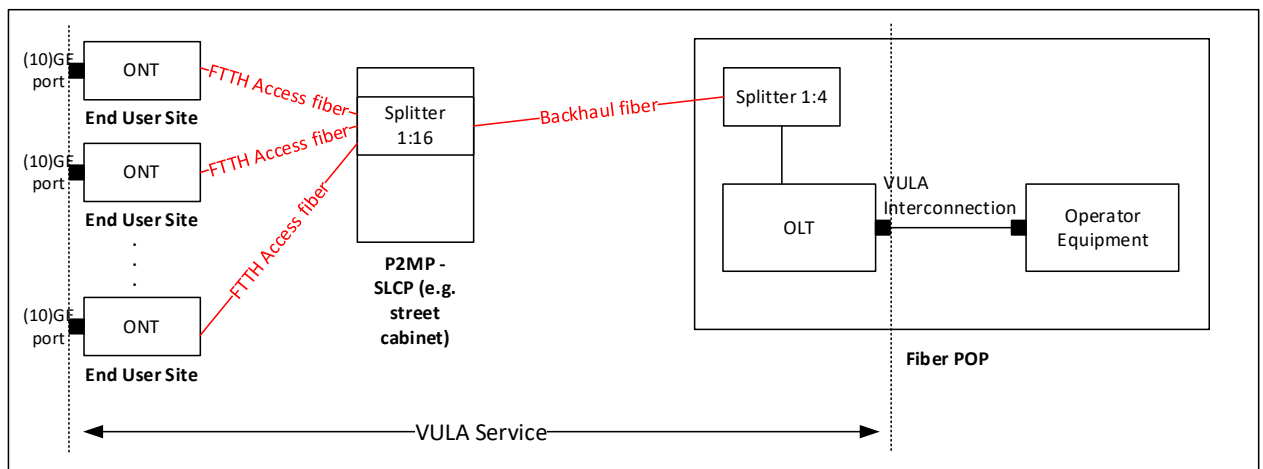 (10)GE
port
ONT
End User Site
FTTH Access fiber
(10)GE
port
ONT
End User Site
FTTH Access fiber
.
.
.
.
(10)GE
port
ONT
End User Site
FTTH Access fiber
Splitter
1:16
P2MP -
SLCP (e.g.
street
cabinet)
Backhaul fiber
Splitter 1:4
OLT
VULA
Interconnection
Operator
Equipment
Fiber POP
VULA Service